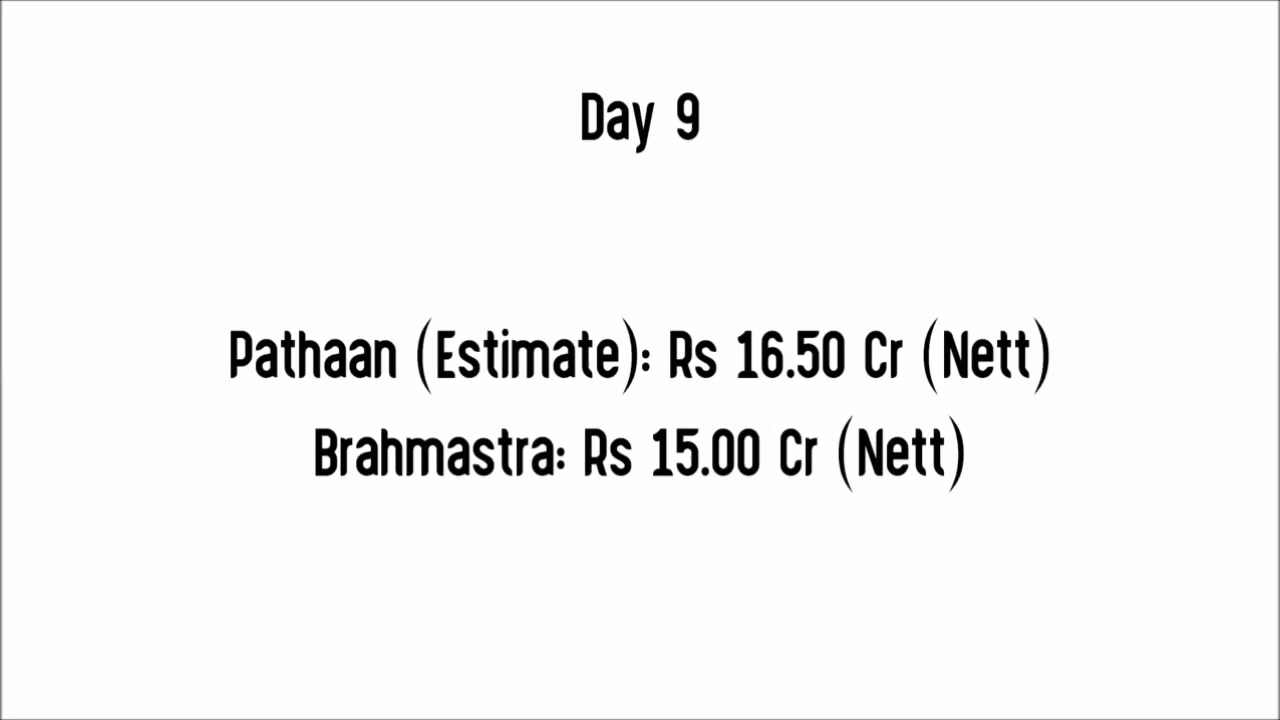 Day 9
Pathaan (Estimate): Rs 16.50 Cr (Nett)
Brahmastra: Rs 15.00 Cr (Nett)